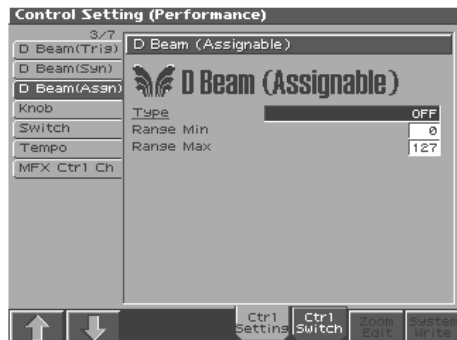 Control Setting (Performance)
3/7
D Beam(Trig)
D Beam(Syn)
D Beam(Asgn)
Knob
Switch
Tempo
MFX Ctrl Ch
D Beam (Assignable)
D Beam (Assignable)
Type OFF
Range Min 0
Range Max 127
Ctrl Setting
Ctrl Switch
Zoom Edit
System Write